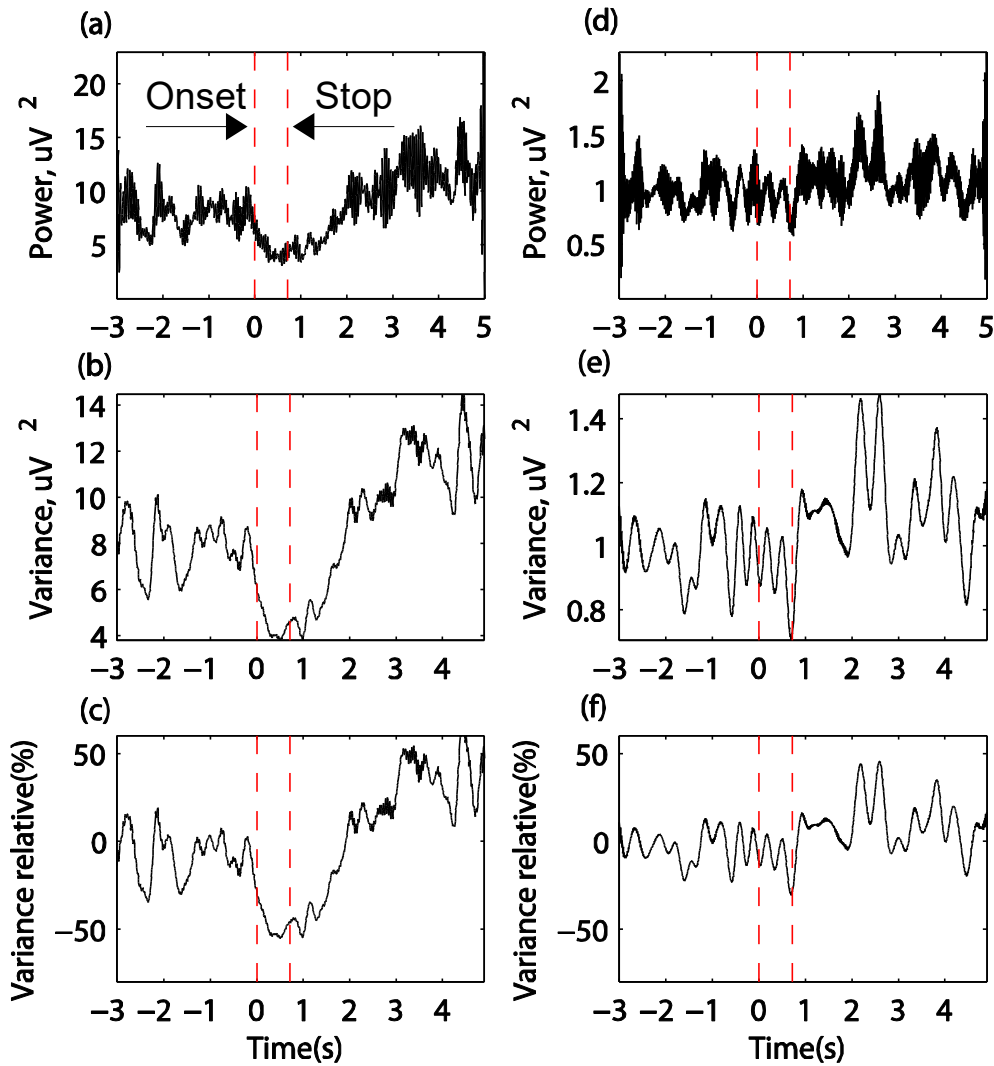 (a)
Power, uV 2
20
15
10
5
Onset
Stop
−3 −2 −1 0 1 2 3 4 5
(d)
Power, uV 2
2
1.5
1
0.5
−3 −2 −1 0 1 2 3 4 5
(b)
Variance, uV 2
14
12
10
8
6
4
−3 −2 −1 0 1 2 3 4
(e)
Variance, uV 2
1.4
1.2
1
0.8
−3 −2 −1 0 1 2 3 4
(c)
Variance relative(%)
50
0
−50
−3 −2 −1 0 1 2 3 4
Time(s)
(f)
Variance relative(%)
50
0
−50
−3 −2 −1 0 1 2 3 4
Time(s)